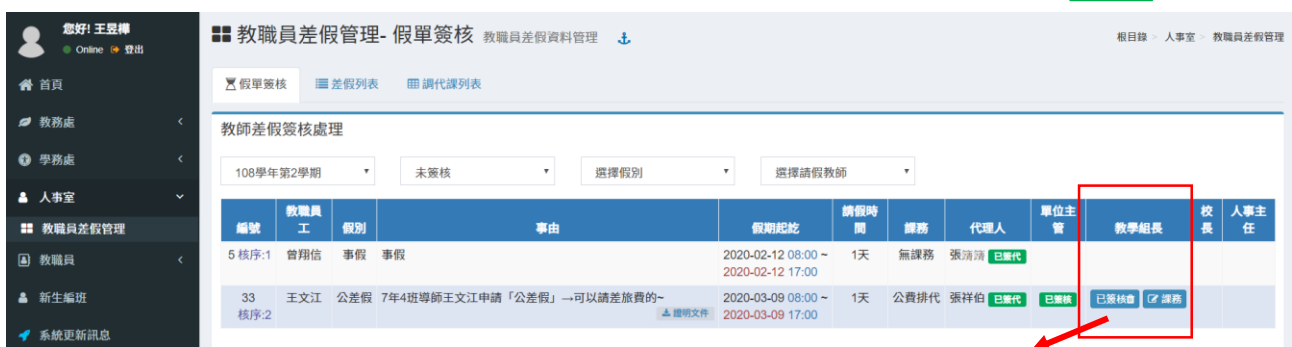 您好! 王昱樺
Online 登出
教職員差假管理- 假單簽核 教職員差假資料管理
根目錄 > 人事室 > 教職員差假管理
首頁
教務處
學務處
人事室
教職員差假管理
教職員
新生編班
系統更新訊息
假單簽核 差假列表 調代課列表
教師差假簽核處理
108學年第2學期 未簽核 選擇假別 選擇請假教師
編號 教職員工 假別 事由 假期起訖 請假時間 課務 代理人 單位主管 教學組長 校長 人事主任
5 核序:1 曾翔信 事假 事假 2020-02-12 08:00 ~ 1天 無課務 張簿簿 已簽代
2020-02-12 17:00
33 王文江 公差假 7年4班導師王文江申請「公差假」→可以請差旅費的~ 2020-03-09 08:00 ~ 1天 公費排代 張祥伯 已簽代 已簽核 已簽核會 課務
核序:2 證明文件 2020-03-09 17:00